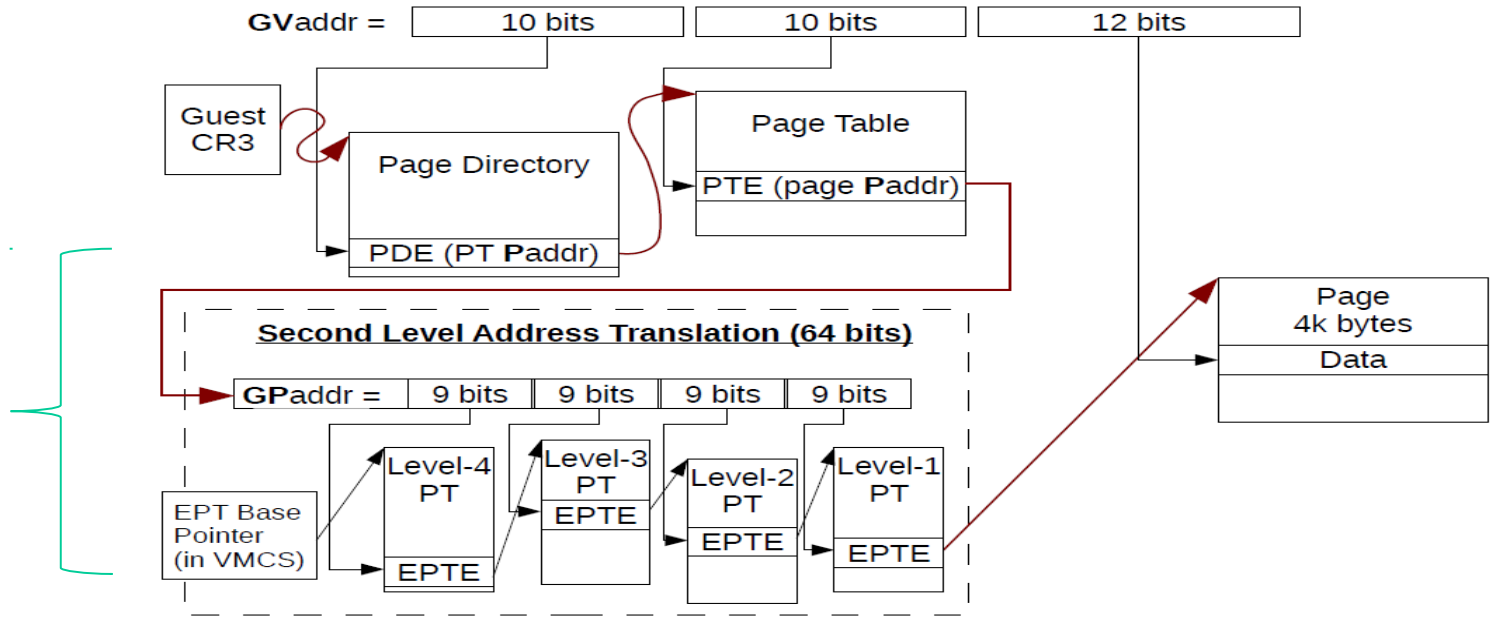 GVaddr = 10 bits 10 bits 12 bits
Guest
CR3
Page Directory
PDE (PT Paddr)
Page Table
PTE (page Paddr)
Page
4k bytes
Data
Second Level Address Translation (64 bits)
GPaddr = 9 bits 9 bits 9 bits 9 bits
EPT Base
Pointer
(in VMCS)
Level-4
PT
EPTE
Level-3
PT
EPTE
Level-2
PT
EPTE
Level-1
PT
EPTE